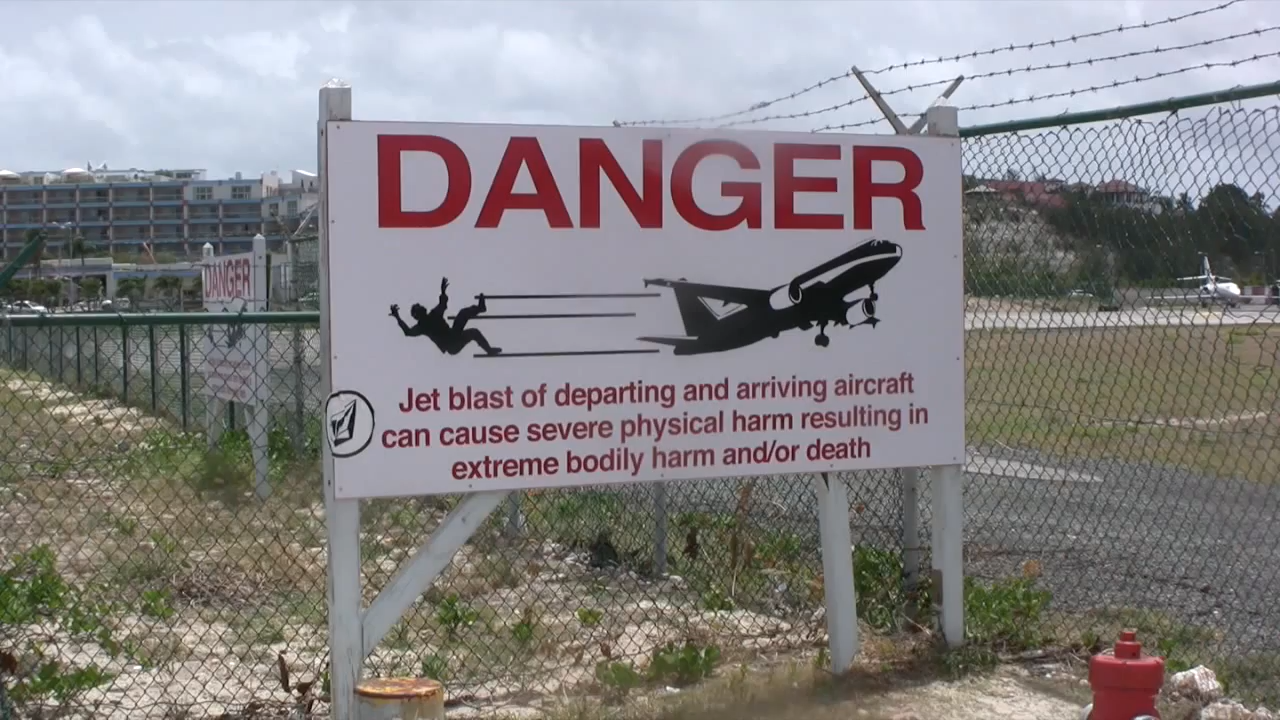 DANGER
Jet blast of departing and arriving aircraft
can cause severe physical harm resulting in
extreme bodily harm and/or death
DANGER